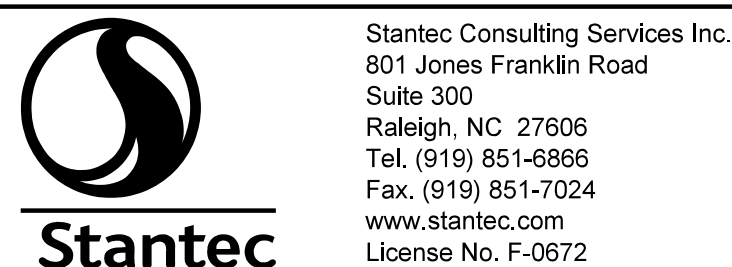 Stantec
Stantec Consulting Services Inc.
801 Jones Franklin Road
Suite 300
Raleigh, NC  27606
Tel. (919) 851-6866
Fax. (919) 851-7024
www.stantec.com
License No. F-0672